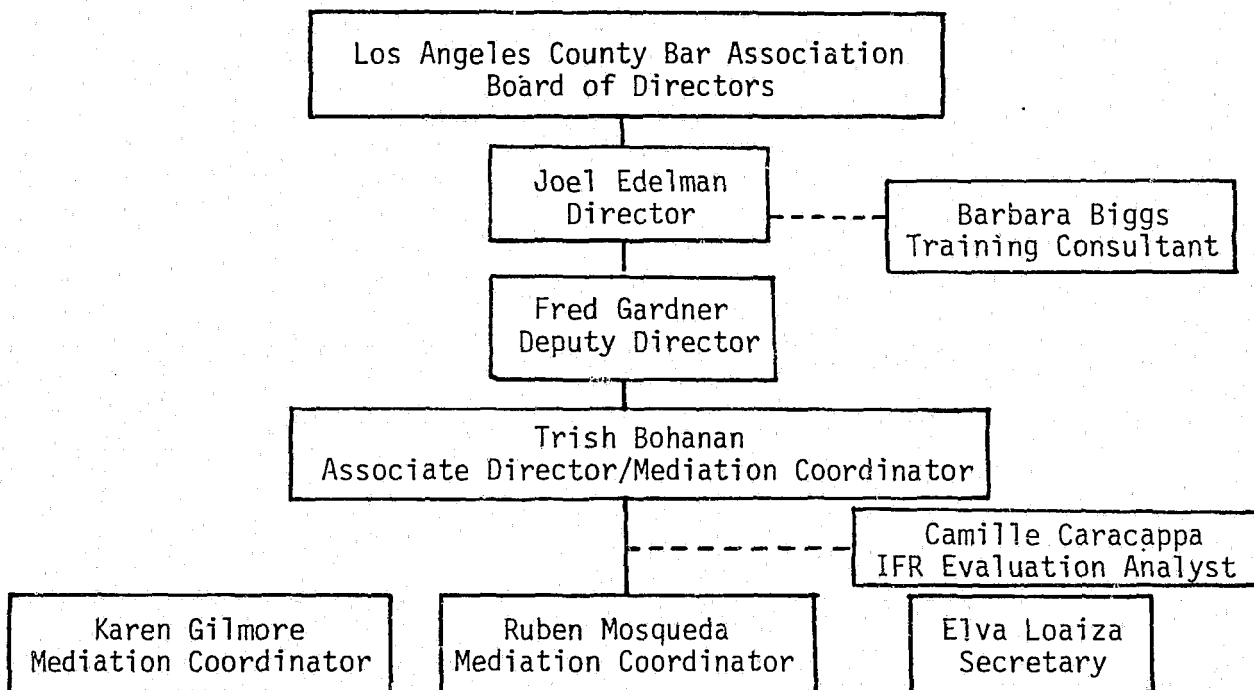 Los Angeles County Bar Association
Board of Directors
Joel Edelman
Director
Barbara Biggs
Training Consultant
Fred Gardner
Deputy Director
Trish Bohanan
Associate Director/Mediation Coordinator
Camille Caracappa
IFR Evaluation Analyst
Karen Gilmore
Mediation Coordinator
Ruben Mosqueda
Mediation Coordinator
Elva Loaiza
Secretary